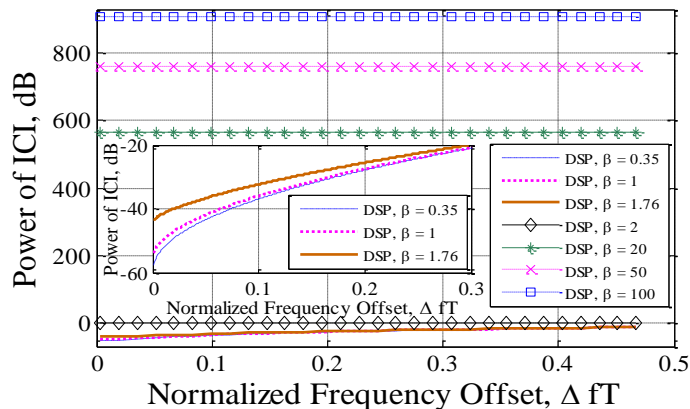 Power of ICI, dB
800
600
400
200
0
0
0.1
0.2
0.3
0.4
0.5
Normalized Frequency Offset, Δ fT
Power of ICI, dB
-20
-40
-60
0
0.1
0.2
0.3
Normalized Frequency Offset, Δ fT
DSP, β = 0.35
DSP, β = 1
DSP, β = 1.76
DSP, β = 0.35
DSP, β = 1
DSP, β = 1.76
DSP, β = 2
DSP, β = 20
DSP, β = 50
DSP, β = 100